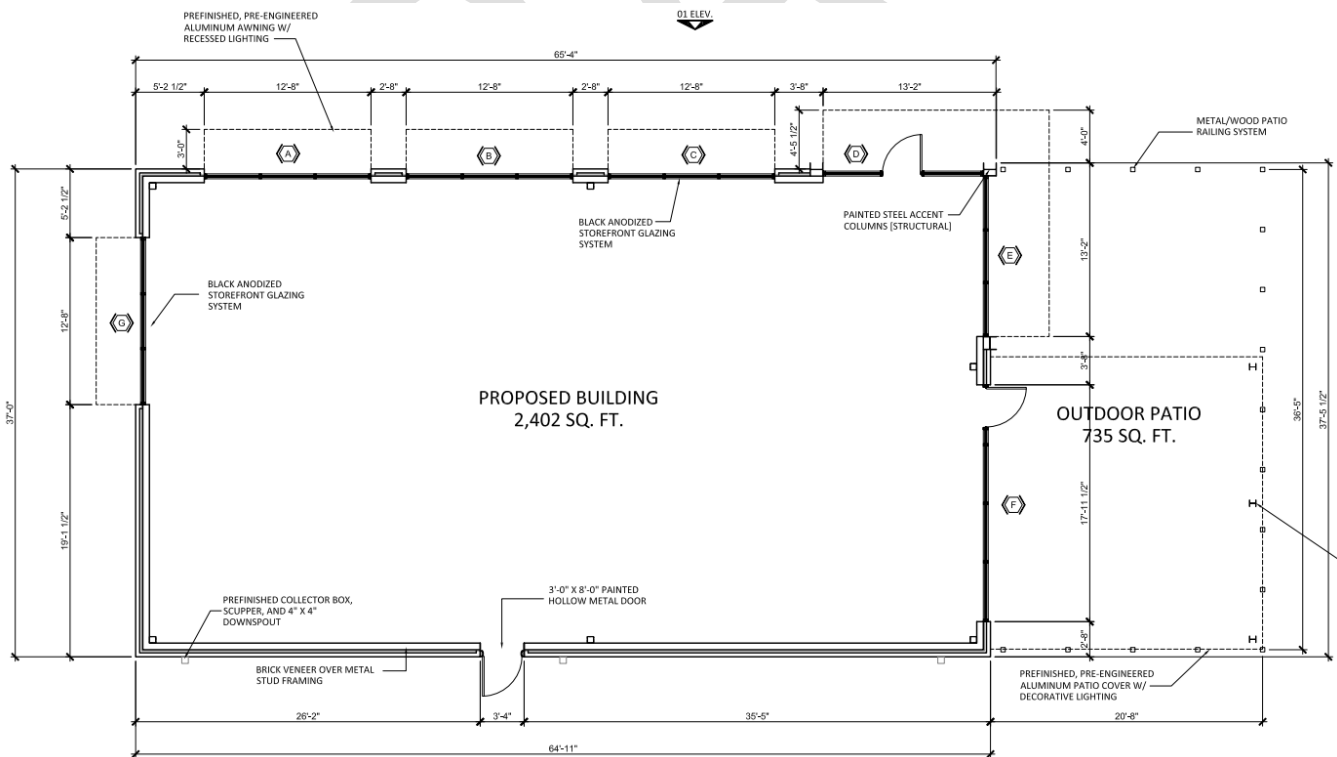 PREFINISHED, PRE-ENGINEERED
ALUMINUM AWNING W/
RECESSED LIGHTING
01 ELEV.
65'-4"
5'-2 1/2"
12'-8"
2'-8"
12'-8"
2'-8"
12'-8"
3'-8"
13'-2"
3'-0"
4'-5 1/2"
4'-0"
METAL/WOOD PATIO
RAILING SYSTEM
A
B
C
D
5'-2 1/2"
BLACK ANODIZED
STOREFRONT GLAZING
SYSTEM
PAINTED STEEL ACCENT
COLUMNS [STRUCTURAL]
E
13'-2"
BLACK ANODIZED
STOREFRONT GLAZING
SYSTEM
G
12'-8"
37'-0"
3'-8"
PROPOSED BUILDING
2,402 SQ. FT.
OUTDOOR PATIO
735 SQ. FT.
36'-5"
37'-5 1/2"
F
17'-11 1/2"
19'-1 1/2"
PREFINISHED COLLECTOR BOX,
SCUPPER, AND 4" X 4"
DOWNSPOUT
3'-0" X 8'-0" PAINTED
HOLLOW METAL DOOR
2'-8"
BRICK VENEER OVER METAL
STUD FRAMING
PREFINISHED, PRE-ENGINEERED
ALUMINUM PATIO COVER W/
DECORATIVE LIGHTING
26'-2"
3'-4"
35'-5"
20'-8"
64'-11"